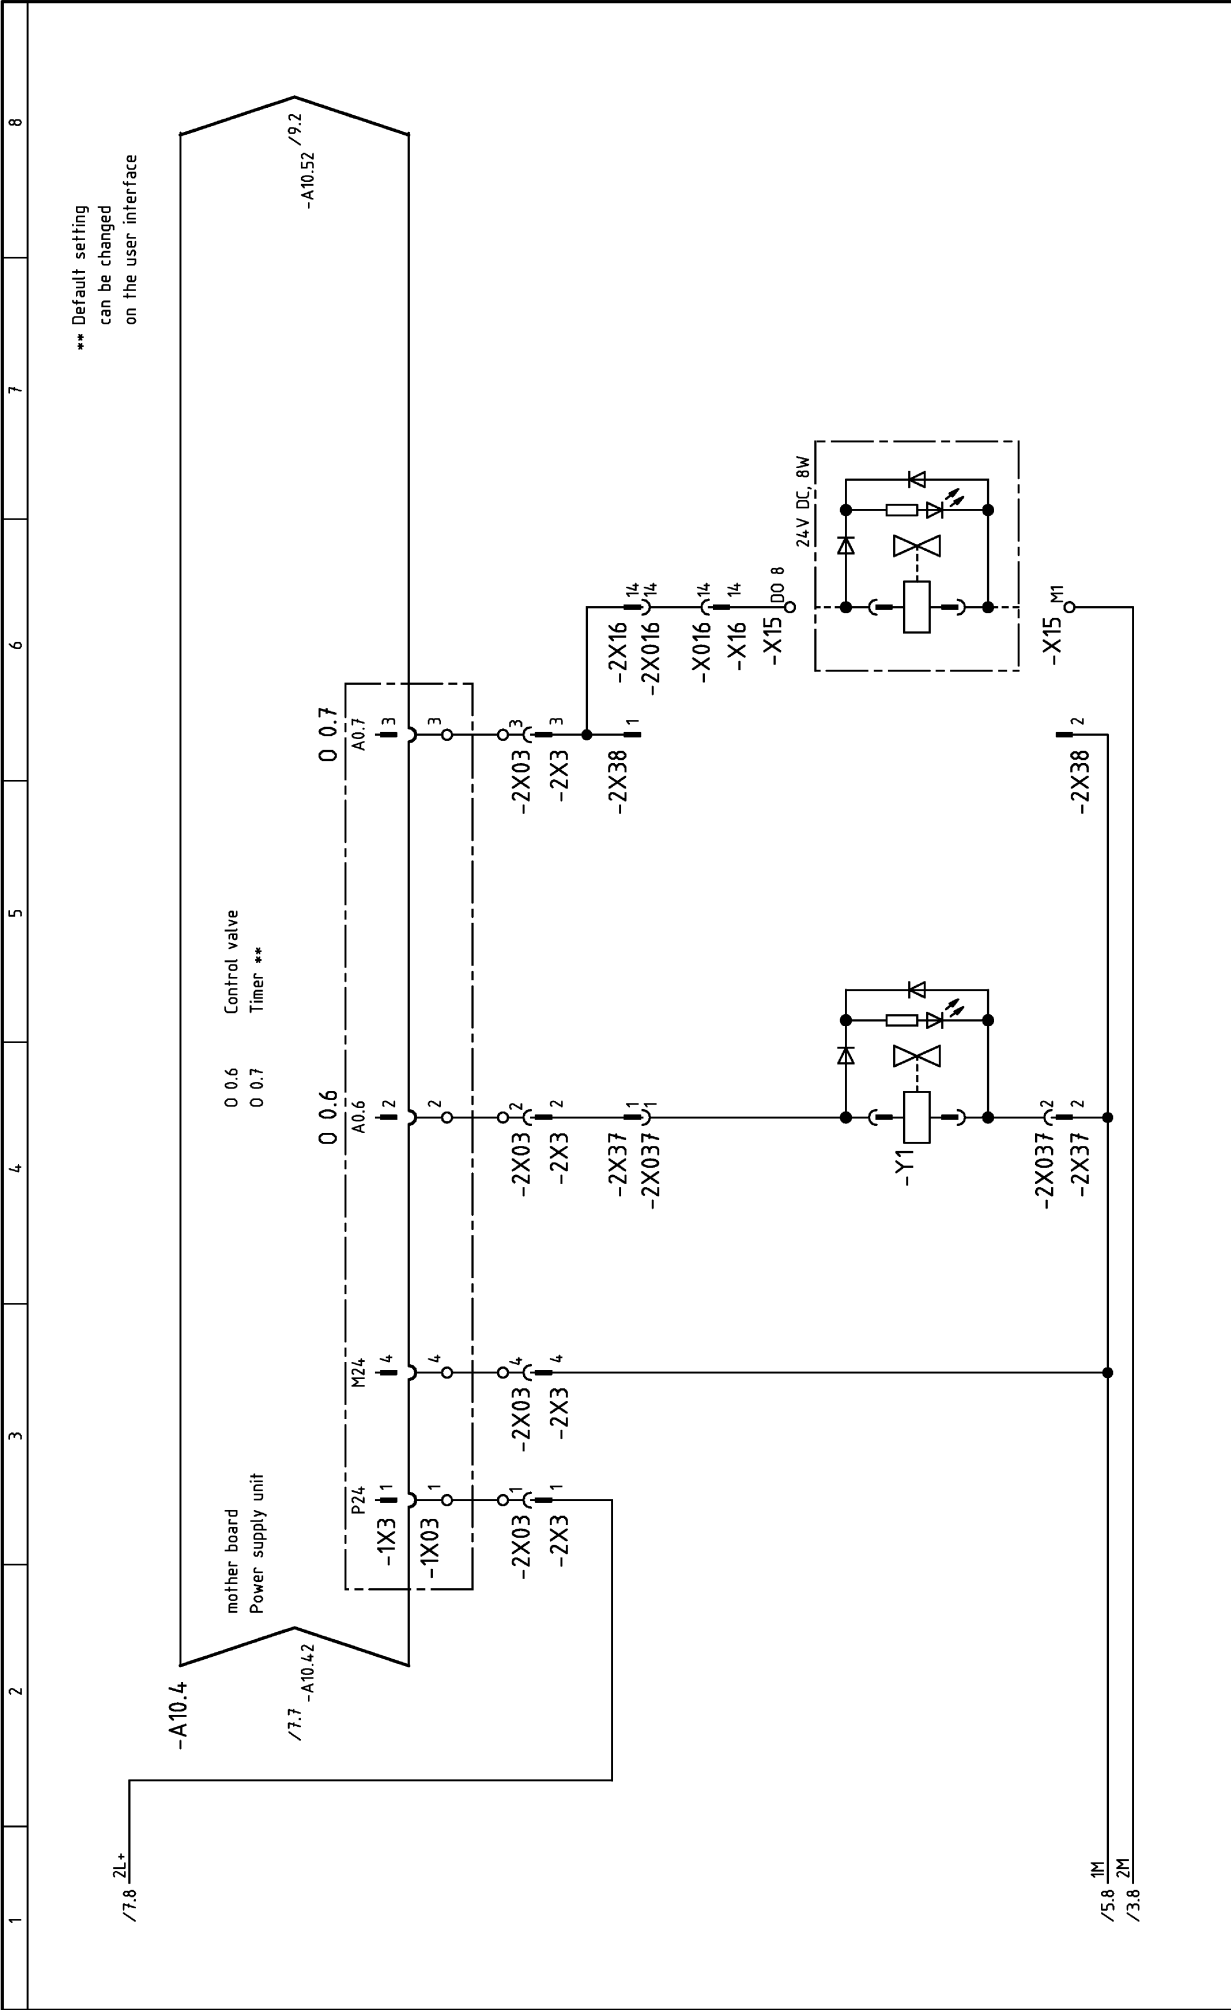 1
2
3
4
5
6
7
8
** Default setting
can be changed
on the user interface
/7.8 2L+
-A10.4
mother board
Power supply unit
O 0.6 Control valve
O 0.7 Timer **
/7.7 -A10.42
-A10.52 /9.2
O 0.6
O 0.7
P24
M24
A0.6
A0.7
-1X3 1
4
2
3
-1X03 1
4
2
3
-2X03 1
-2X03 4
-2X03 2
-2X03 3
-2X3 1
-2X3 4
-2X3 2
-2X3 3
-2X37 1
-2X037 1
-2X38 1
-2X16 14
-2X016 14
-X016 14
-X16 14
-X15 DO 8
24V DC, 8W
-Y1
-2X037 2
-2X37 2
-2X38 2
-X15 M1
/5.8 1M
/3.8 2M